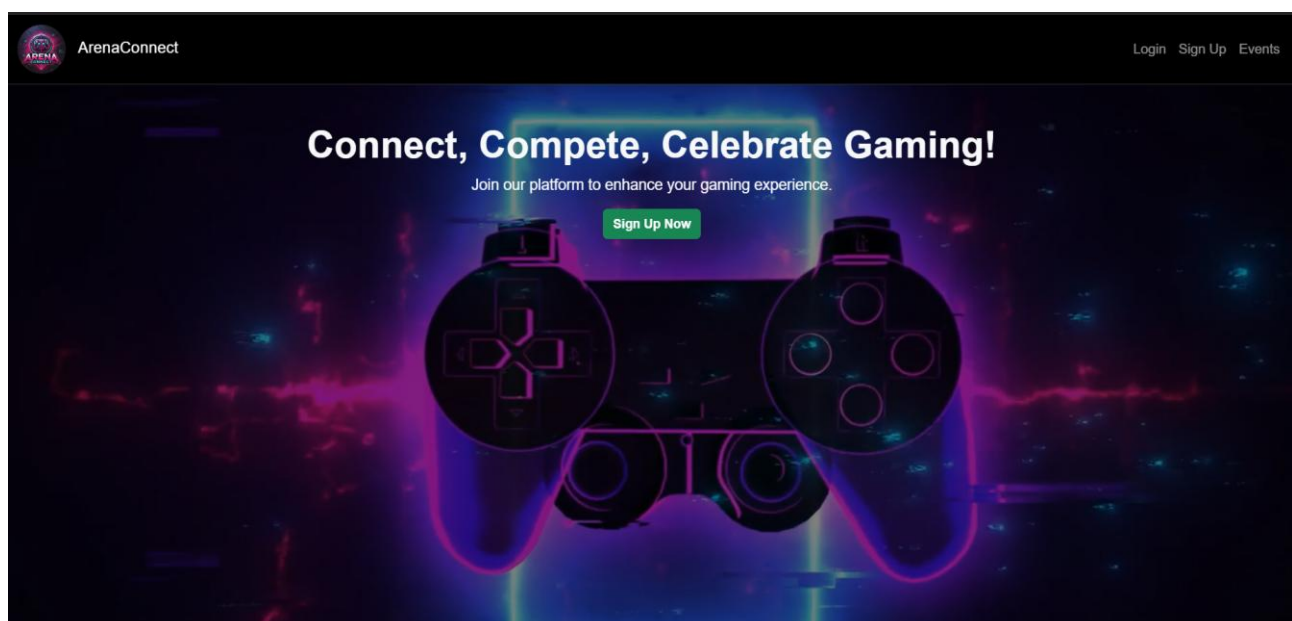 ARENA
ArenaConnect
Login Sign Up Events
Connect, Compete, Celebrate Gaming!
Join our platform to enhance your gaming experience.
Sign Up Now